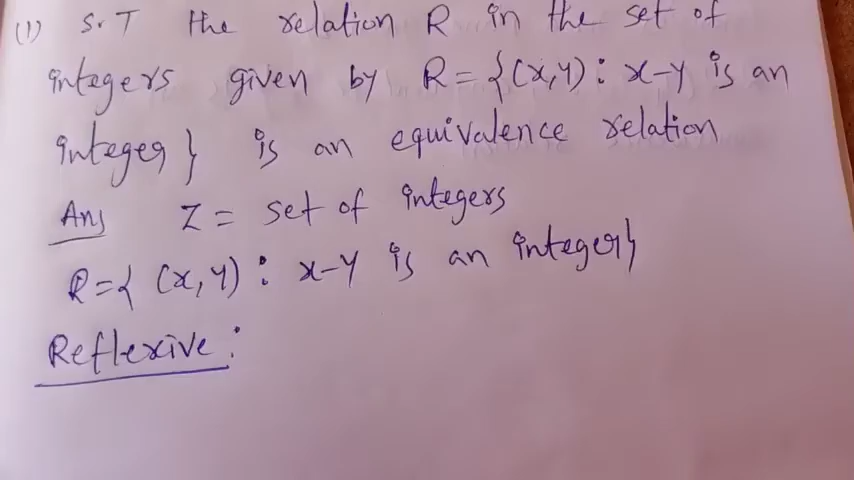 (1) S.T the relation R in the set of
integers given by R={(x,y): x-y is an
integer} is an equivalence relation
Ans Z = set of integers
R={ (x,y): x-y is an integer}
Reflexive: